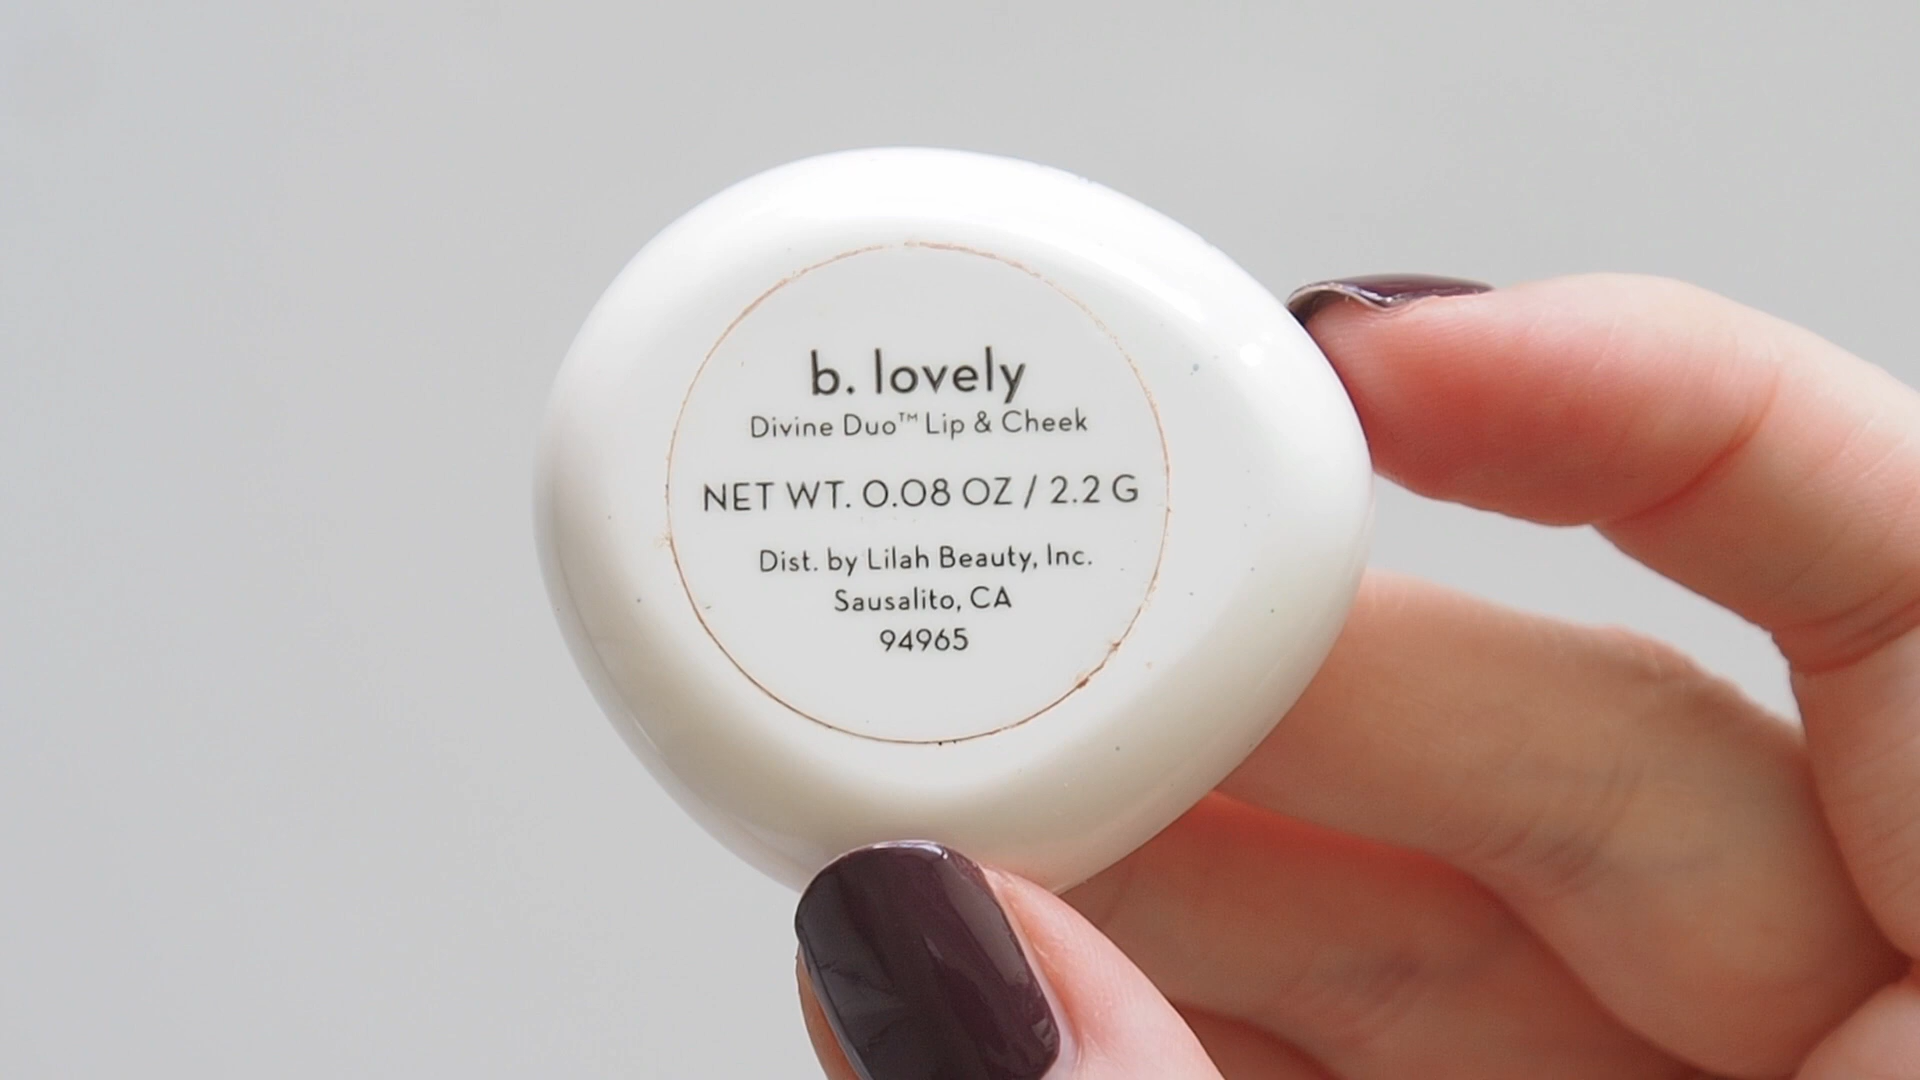 b. lovely
Divine Duo™ Lip & Cheek
NET WT. 0.08 OZ / 2.2 G
Dist. by Lilah Beauty, Inc.
Sausalito, CA
94965